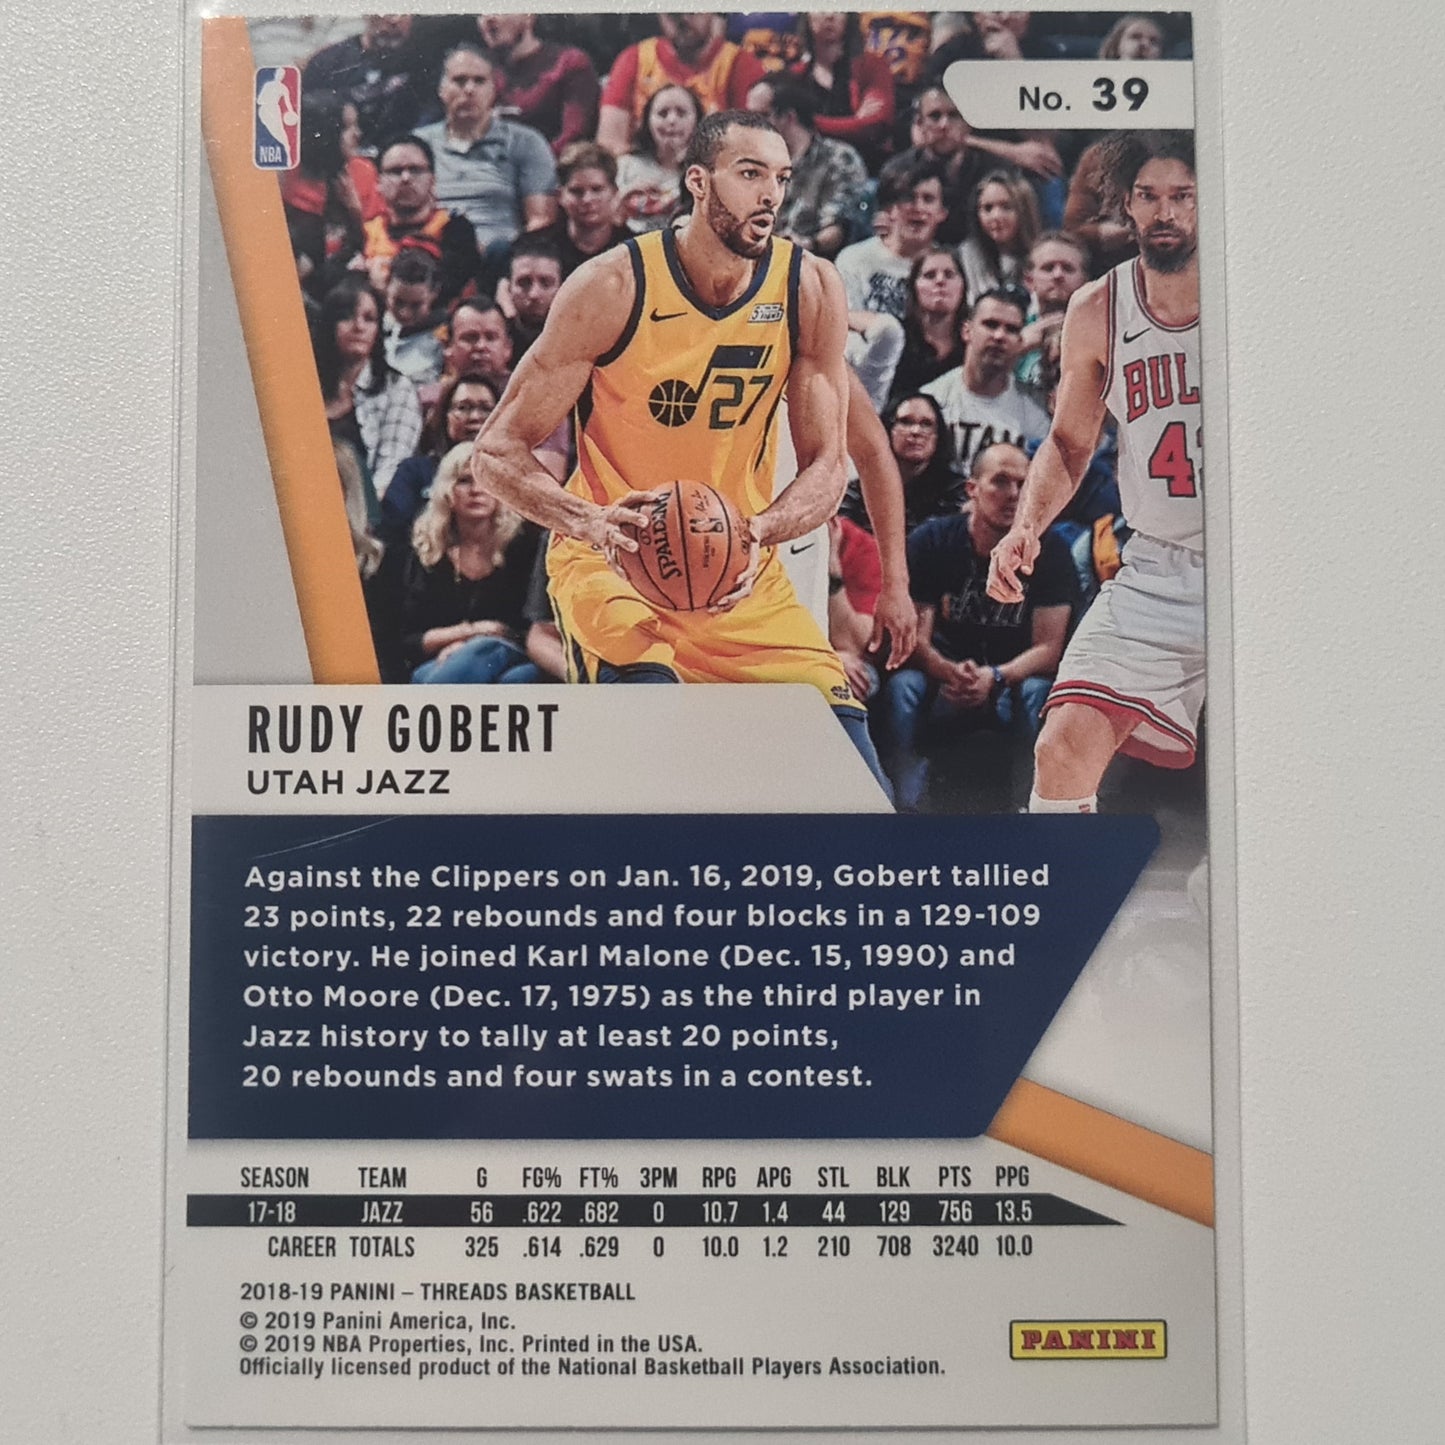 NBA
No. 39
27
SPALDING
BUL
4
UTAH
RUDY GOBERT
UTAH JAZZ
Against the Clippers on Jan. 16, 2019, Gobert tallied
23 points, 22 rebounds and four blocks in a 129-109
victory. He joined Karl Malone (Dec. 15, 1990) and
Otto Moore (Dec. 17, 1975) as the third player in
Jazz history to tally at least 20 points,
20 rebounds and four swats in a contest.
SEASON TEAM G FG% FT% 3PM RPG APG STL BLK PTS PPG
17-18 JAZZ 56 .622 .682 0 10.7 1.4 44 129 756 13.5
CAREER TOTALS 325 .614 .629 0 10.0 1.2 210 708 3240 10.0
2018-19 PANINI – THREADS BASKETBALL
© 2019 Panini America, Inc.
© 2019 NBA Properties, Inc. Printed in the USA.
Officially licensed product of the National Basketball Players Association.
PANINI